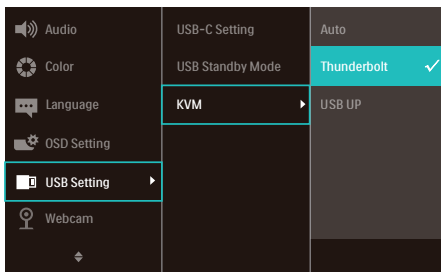 Audio
Color
Language
OSD Setting
USB Setting
Webcam
USB-C Setting
USB Standby Mode
KVM
Auto
Thunderbolt
USB UP